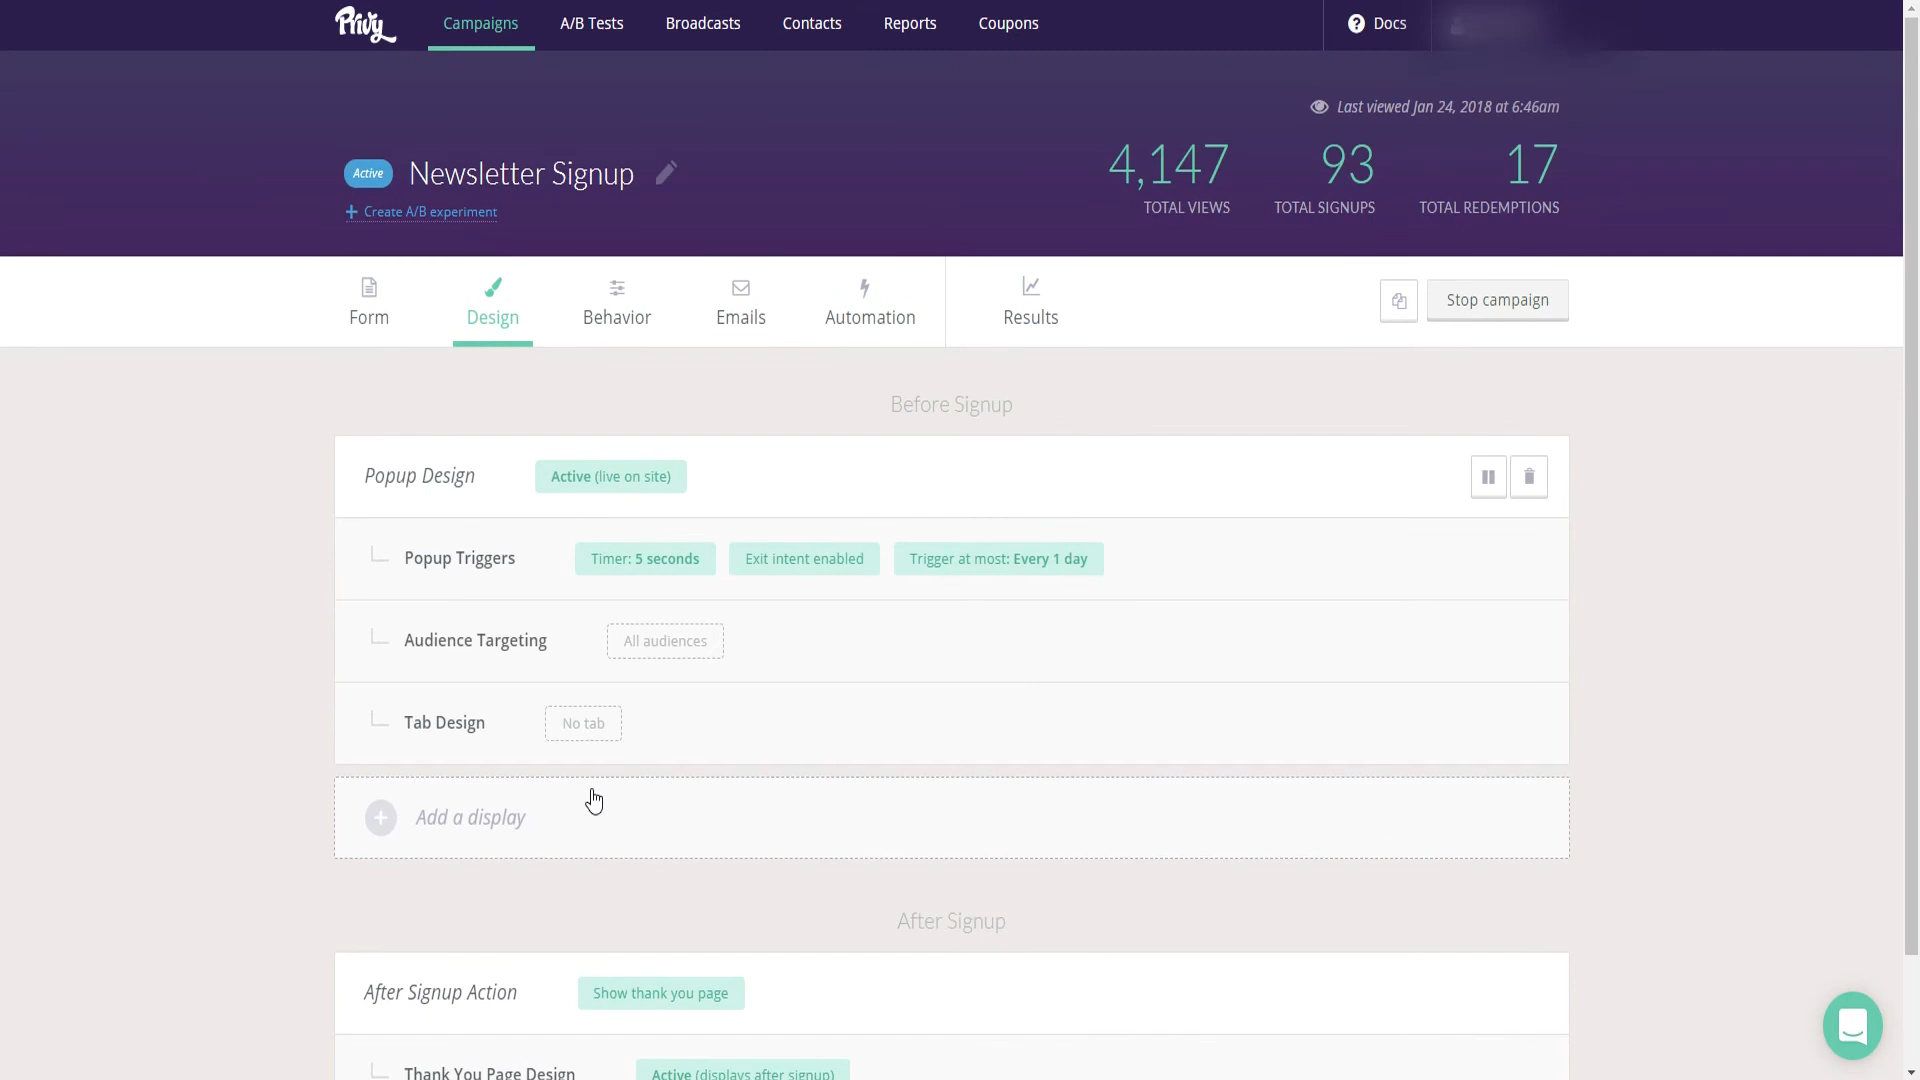 Privy Campaigns A/B Tests Broadcasts Contacts Reports Coupons ? Docs
Last viewed Jan 24, 2018 at 6:46am
Active Newsletter Signup
+ Create A/B experiment
4,147 93 17
TOTAL VIEWS TOTAL SIGNUPS TOTAL REDEMPTIONS
Form Design Behavior Emails Automation Results Stop campaign
Before Signup
Popup Design Active (live on site)
Popup Triggers Timer: 5 seconds Exit intent enabled Trigger at most: Every 1 day
Audience Targeting All audiences
Tab Design No tab
+ Add a display
After Signup
After Signup Action Show thank you page
Thank You Page Design Active (displays after signup)